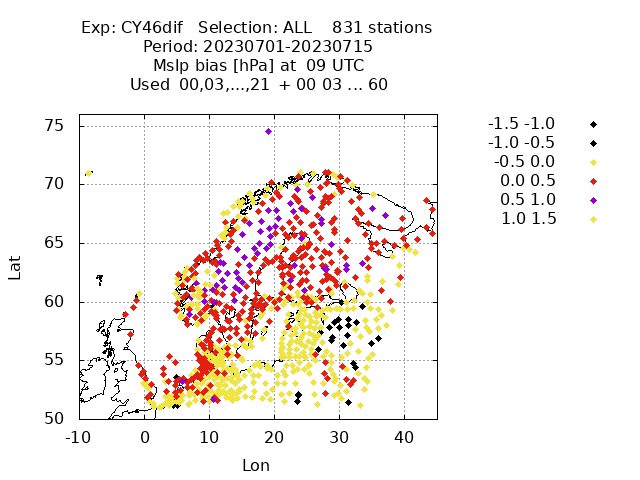 Exp: CY46dif Selection: ALL 831 stations
Period: 20230701-20230715
Mslp bias [hPa] at 09 UTC
Used 00,03,...,21 + 00 03 ... 60
75
70
65
60
55
50
-10 0 10 20 30 40
Lat
Lon
-1.5 -1.0
-1.0 -0.5
-0.5 0.0
0.0 0.5
0.5 1.0
1.0 1.5